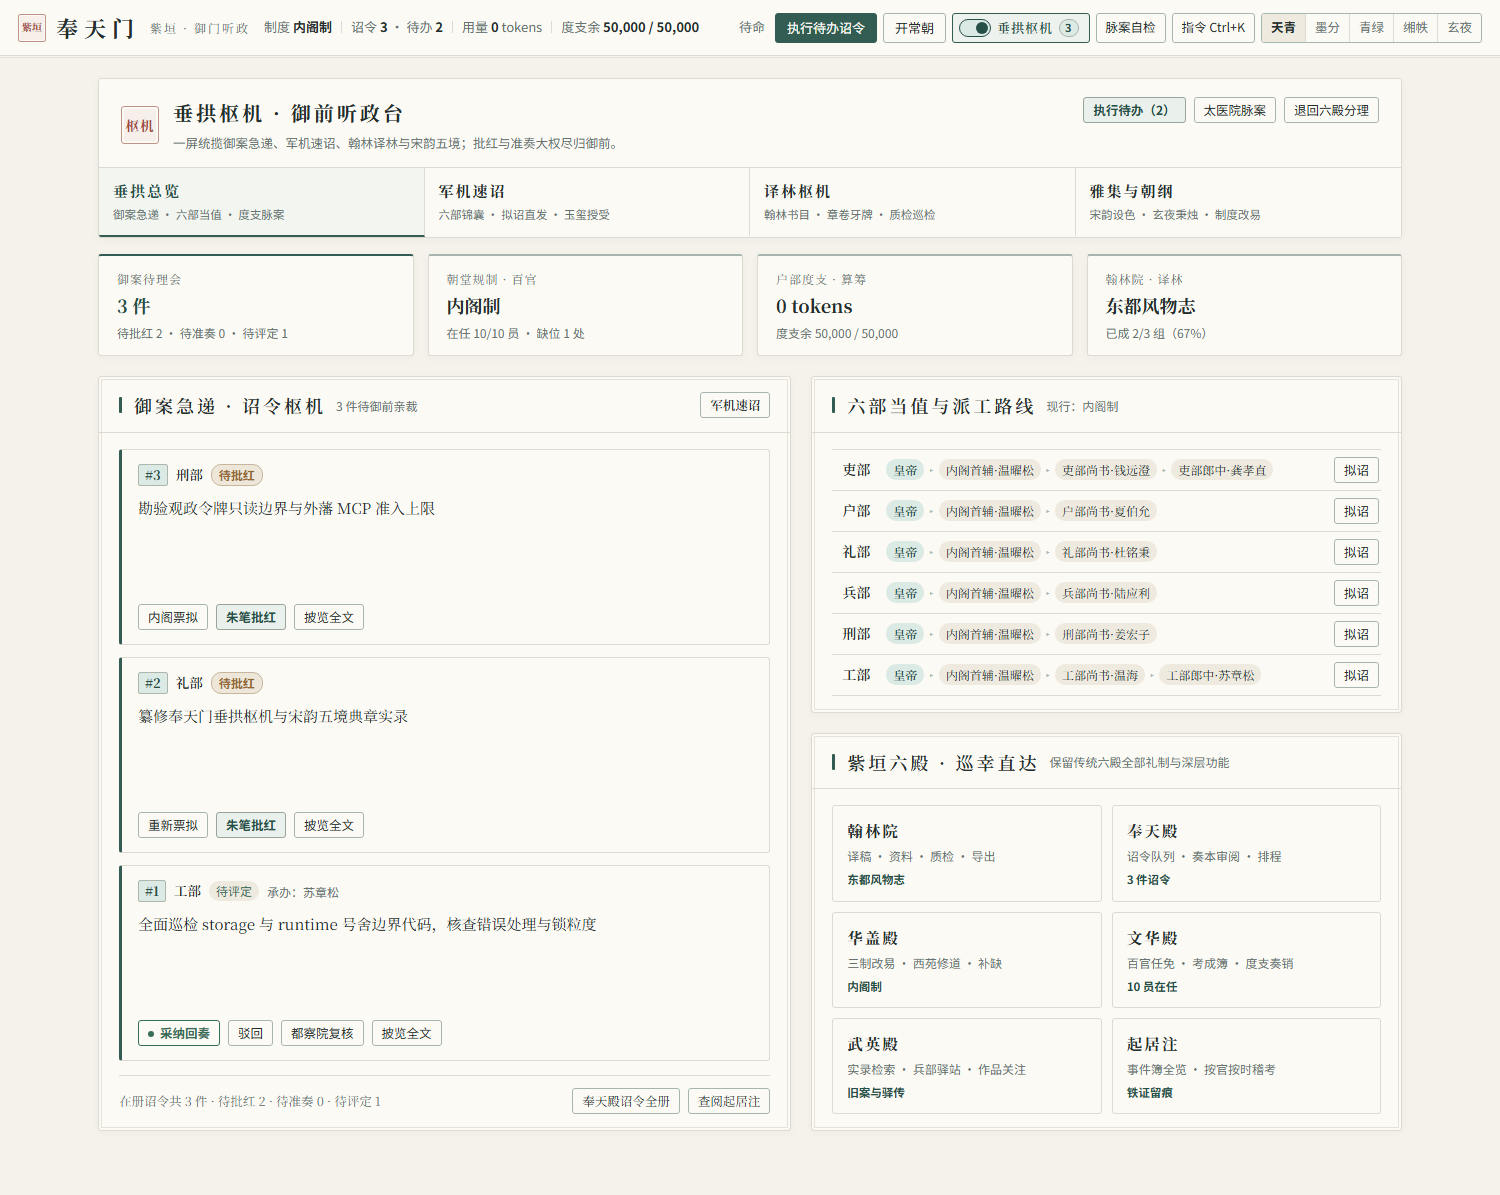 紫垣 奉天门 紫垣 · 御门听政 制度 内阁制 诏令 3 · 待办 2 用量 0 tokens 度支余 50,000 / 50,000 待命 执行待办诏令 开常朝 垂拱枢机 3 脉案自检 指令 Ctrl+K 天青 墨分 青绿 缃帙 玄夜
枢机 垂拱枢机 · 御前听政台 执行待办（2） 太医院脉案 退回六殿分理
一屏统揽御案急递、军机速诏、翰林译林与宋韵五境；批红与准奏大权尽归御前。
垂拱总览
御案急递 · 六部当值 · 度支脉案
军机速诏
六部锦囊 · 拟诏直发 · 玉玺授受
译林枢机
翰林书目 · 章卷牙牌 · 质检巡检
雅集与朝纲
宋韵设色 · 玄夜秉烛 · 制度改易
御案待理会
3 件
待批红 2 · 待准奏 0 · 待评定 1
朝堂规制 · 百官
内阁制
在任 10/10 员 · 缺位 1 处
户部度支 · 算筹
0 tokens
度支余 50,000 / 50,000
翰林院 · 译林
东都风物志
已成 2/3 组（67%）
御案急递 · 诏令枢机 3 件待御前亲裁 军机速诏
#3 刑部 待批红
勘验观政令牌只读边界与外藩 MCP 准入上限
内阁票拟 朱笔批红 披览全文
#2 礼部 待批红
纂修奉天门垂拱枢机与宋韵五境典章实录
重新票拟 朱笔批红 披览全文
#1 工部 待评定 承办：苏章松
全面巡检 storage 与 runtime 号舍边界代码，核查错误处理与锁粒度
采纳回奏 驳回 都察院复核 披览全文
在册诏令共 3 件 · 待批红 2 · 待准奏 0 · 待评定 1 奉天殿诏令全册 查阅起居注
六部当值与派工路线 现行：内阁制
吏部 皇帝 内阁首辅·温曜松 吏部尚书·钱远澄 吏部郎中·龚孝直 拟诏
户部 皇帝 内阁首辅·温曜松 户部尚书·夏伯允 拟诏
礼部 皇帝 内阁首辅·温曜松 礼部尚书·杜铭秉 拟诏
兵部 皇帝 内阁首辅·温曜松 兵部尚书·陆应利 拟诏
刑部 皇帝 内阁首辅·温曜松 刑部尚书·姜宏子 拟诏
工部 皇帝 内阁首辅·温曜松 工部尚书·温海 工部郎中·苏章松 拟诏
紫垣六殿 · 巡幸直达 保留传统六殿全部礼制与深层功能
翰林院
译稿 · 资料 · 质检 · 导出
东都风物志
奉天殿
诏令队列 · 奏本审阅 · 排程
3 件诏令
华盖殿
三制改易 · 西苑修道 · 补缺
内阁制
文华殿
百官任免 · 考成簿 · 度支奏销
10 员在任
武英殿
实录检索 · 兵部驿站 · 作品关注
旧案与驿传
起居注
事件簿全览 · 按官按时稽考
铁证留痕